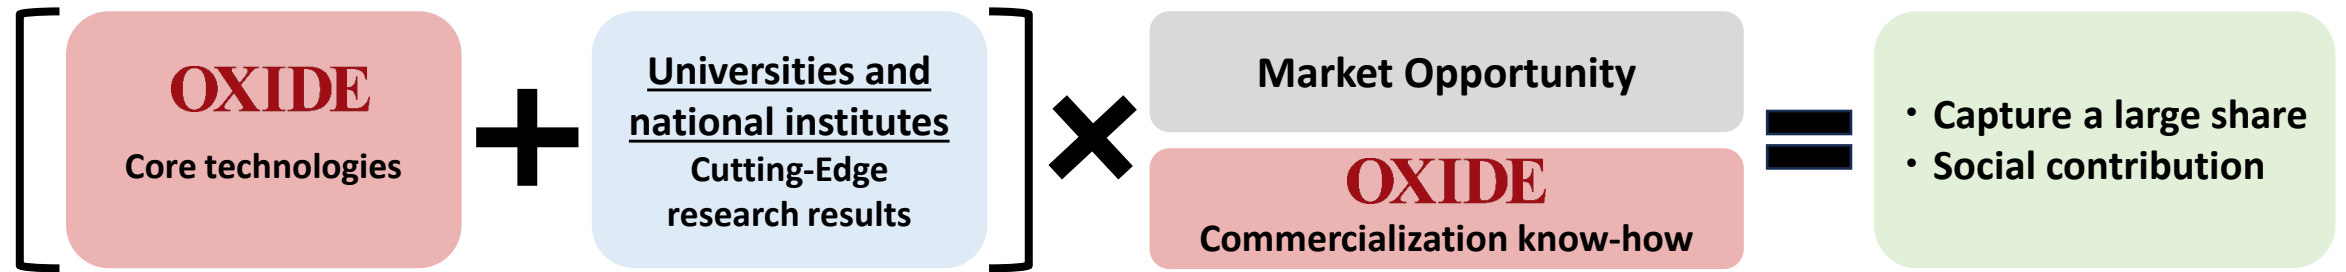 OXIDE
Core technologies
+
Universities and
national institutes
Cutting-Edge
research results
×
Market Opportunity
OXIDE
Commercialization know-how
=
・Capture a large share
・Social contribution